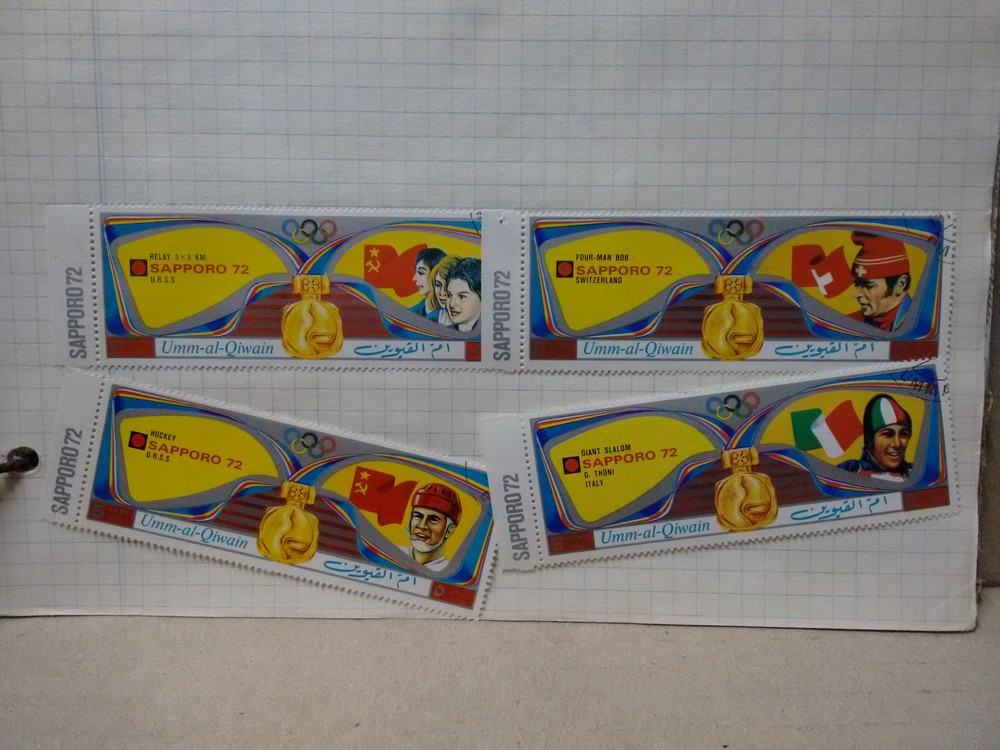 SAPPORO 72
RELAY 3×5 KM.
SAPPORO 72
U.R.S.S.
Umm-al-Qiwain
ام القيوين
SAPPORO 72
FOUR-MAN BOB
SAPPORO 72
SWITZERLAND
Umm-al-Qiwain
ام القيوين
SAPPORO 72
HOCKEY
SAPPORO 72
U.R.S.S.
Umm-al-Qiwain
ام القيوين
SAPPORO 72
GIANT SLALOM
SAPPORO 72
G. THÖNI
ITALY
Umm-al-Qiwain
ام القيوين